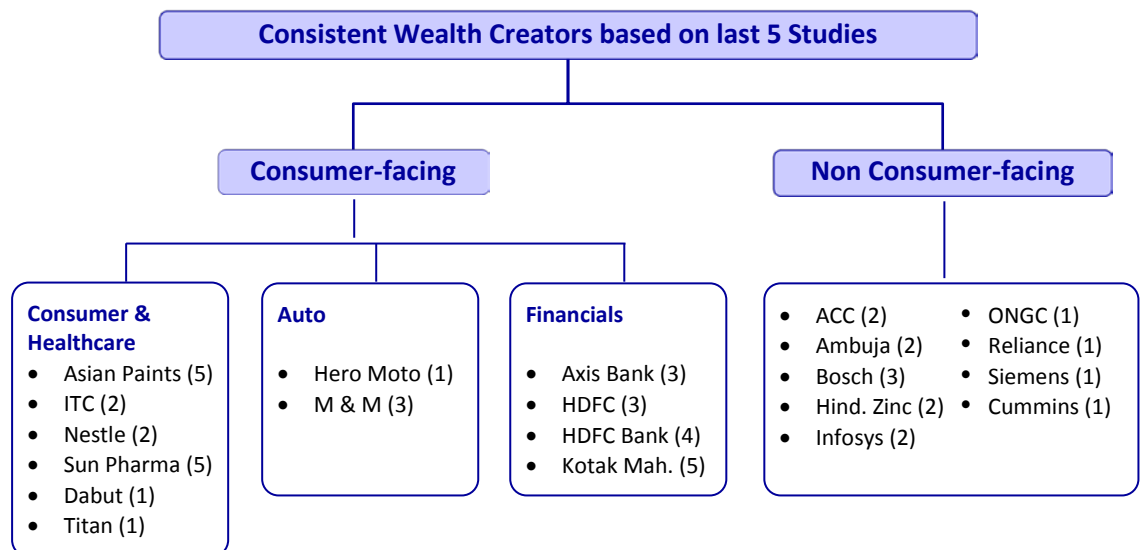 Consistent Wealth Creators based on last 5 Studies
Consumer-facing
Non Consumer-facing
Consumer &
Healthcare
• Asian Paints (5)
• ITC (2)
• Nestle (2)
• Sun Pharma (5)
• Dabut (1)
• Titan (1)
Auto
• Hero Moto (1)
• M & M (3)
Financials
• Axis Bank (3)
• HDFC (3)
• HDFC Bank (4)
• Kotak Mah. (5)
• ACC (2)
• Ambuja (2)
• Bosch (3)
• Hind. Zinc (2)
• Infosys (2)
• ONGC (1)
• Reliance (1)
• Siemens (1)
• Cummins (1)